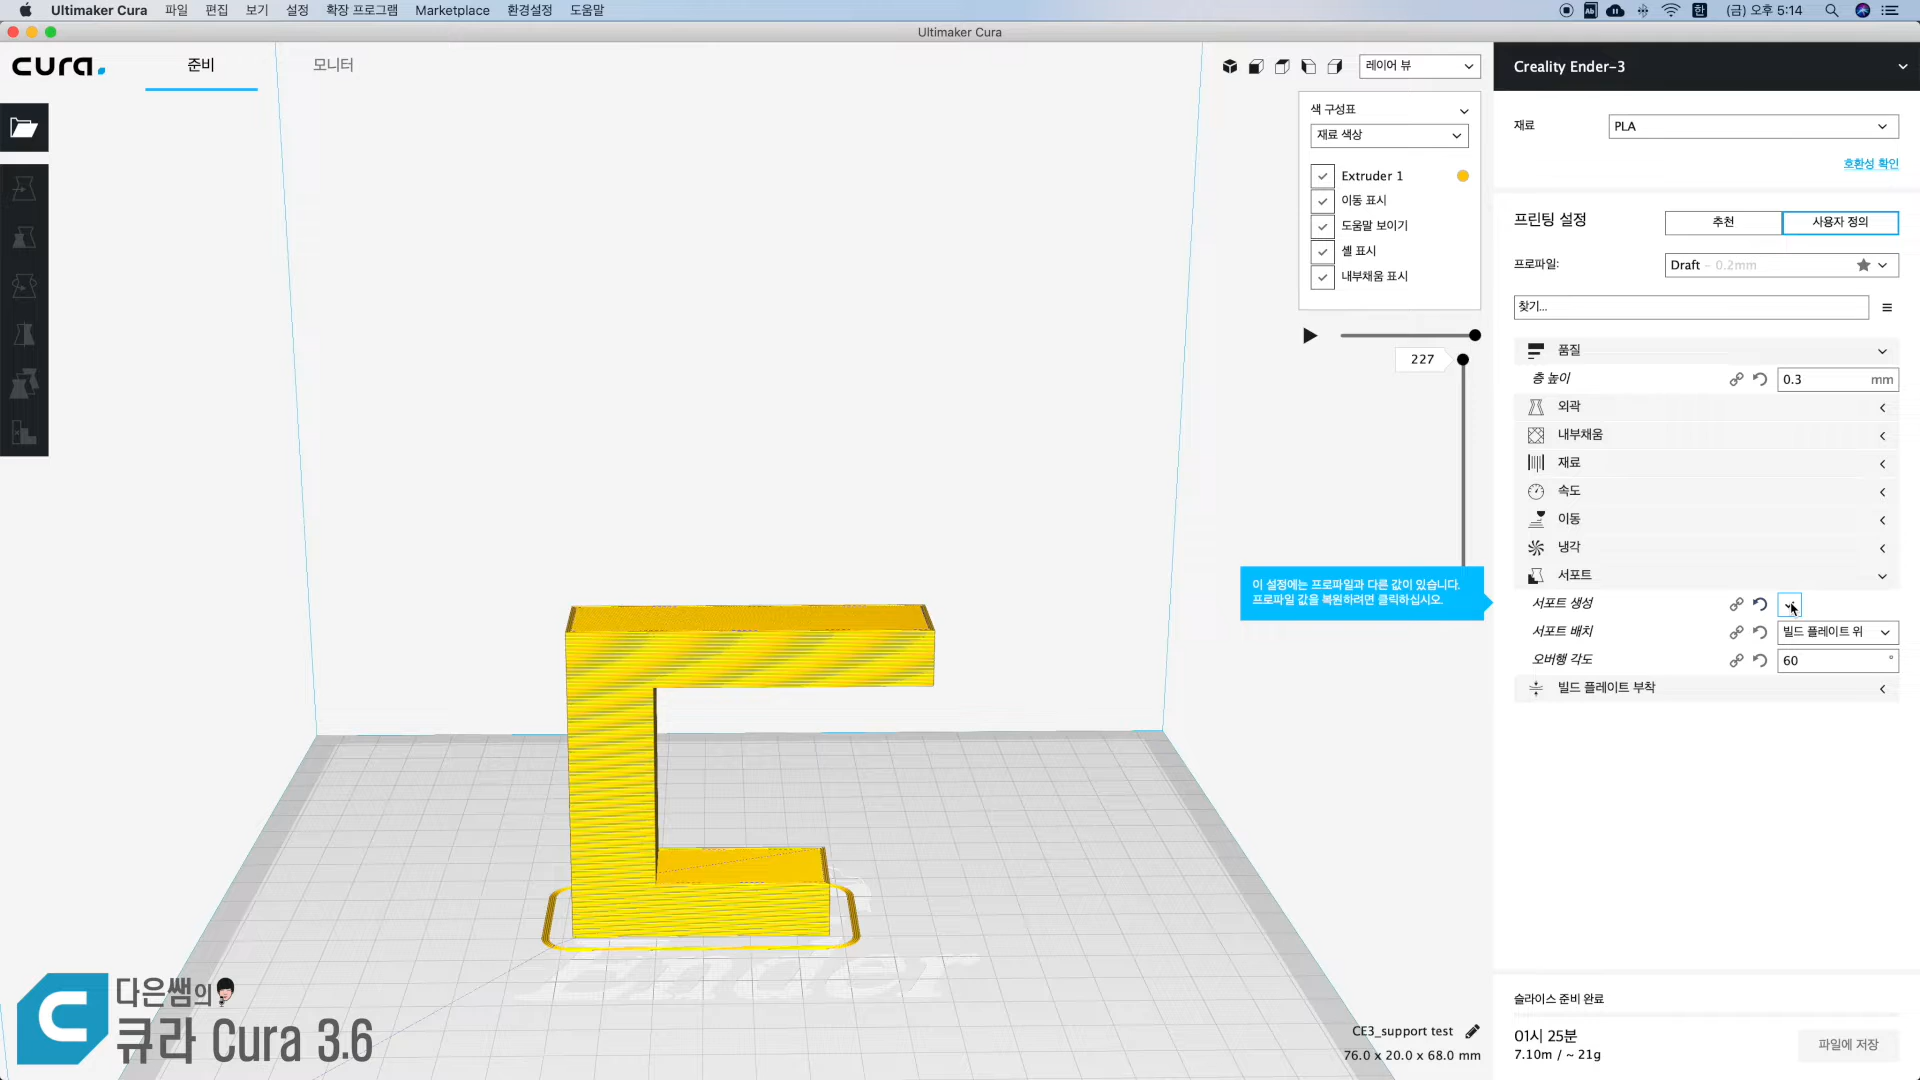 Ultimaker Cura 파일 편집 보기 설정 확장 프로그램 Marketplace 환경설정 도움말
한 (금) 오후 5:14
Ultimaker Cura
cura.
준비
모니터
레이어 뷰
색 구성표
재료 색상
Extruder 1
이동 표시
도움말 보이기
셸 표시
내부채움 표시
227
Creality Ender-3
재료
PLA
호환성 확인
프린팅 설정
추천
사용자 정의
프로파일:
Draft - 0.2mm
찾기...
품질
층 높이
0.3 mm
외곽
내부채움
재료
속도
이동
냉각
서포트
이 설정에는 프로파일과 다른 값이 있습니다.
프로파일 값을 복원하려면 클릭하십시오.
서포트 생성
서포트 배치
빌드 플레이트 위
오버행 각도
60 °
빌드 플레이트 부착
Ender
다은쌤의
큐라 Cura 3.6
CE3_support test
76.0 x 20.0 x 68.0 mm
슬라이스 준비 완료
01시 25분
7.10m / ~ 21g
파일에 저장